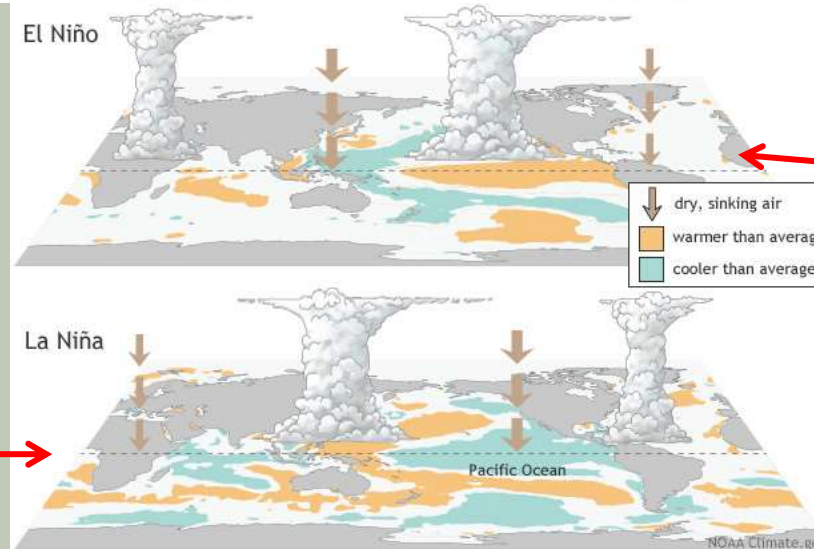 El Niño
dry, sinking air
warmer than averag
cooler than average
La Niña
Pacific Ocean
NOAA Climate.g